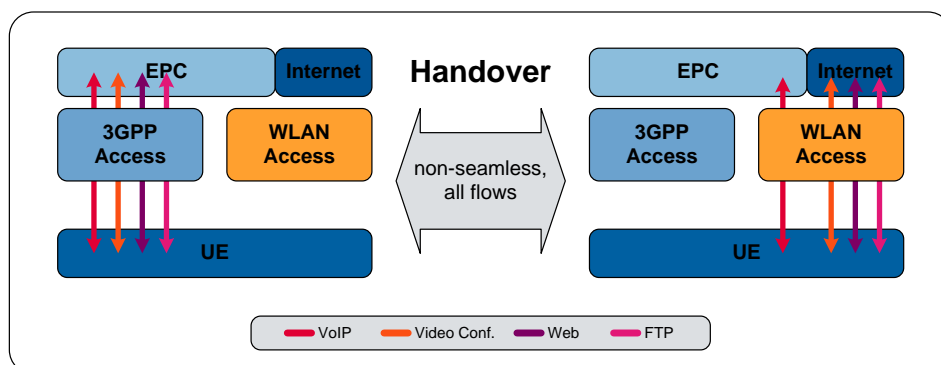 EPC
Internet
3GPP
Access
WLAN
Access
UE
Handover
non-seamless,
all flows
EPC
Internet
3GPP
Access
WLAN
Access
UE
VoIP
Video Conf.
Web
FTP